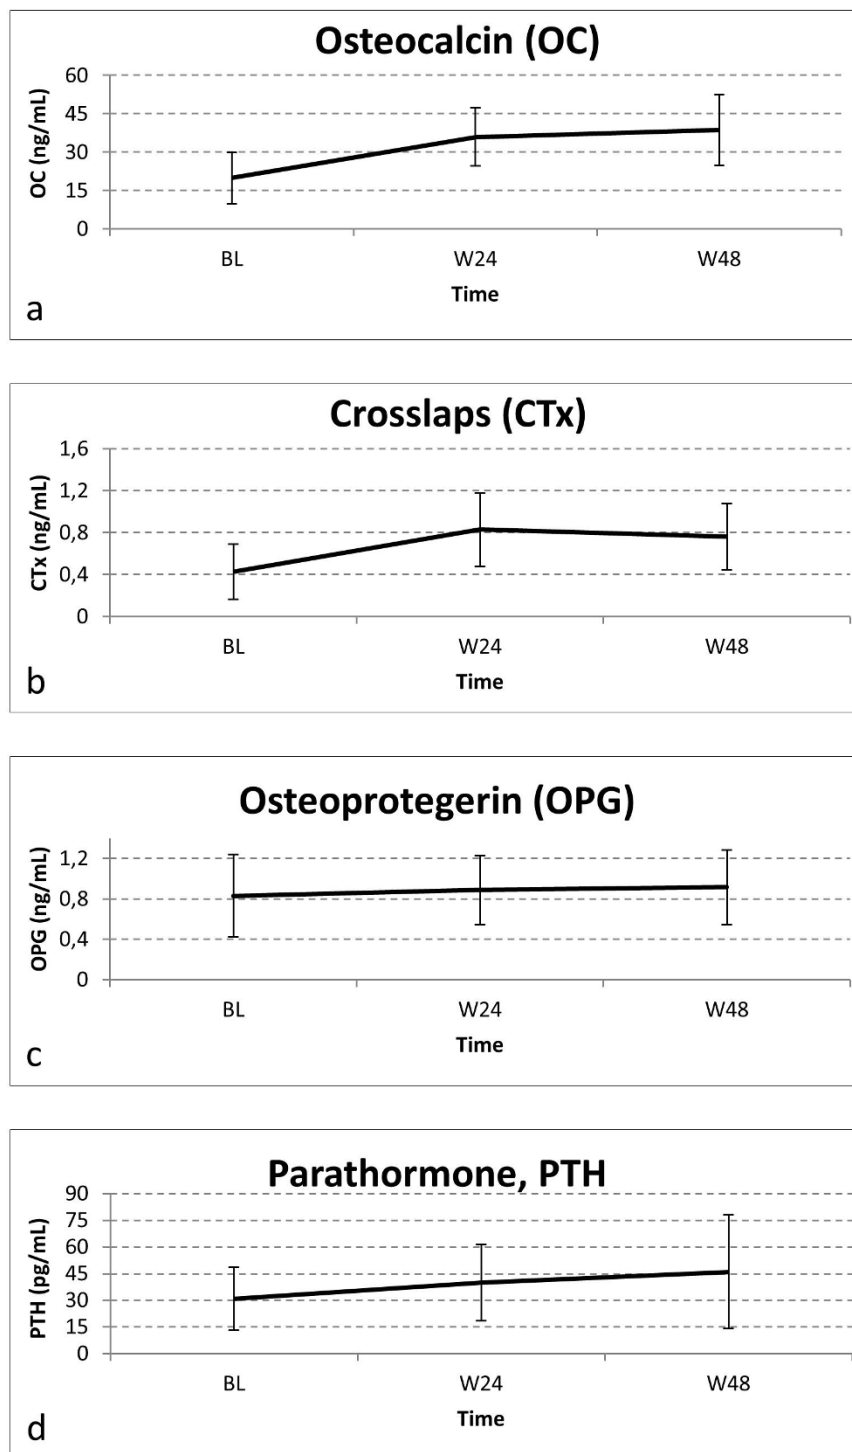 Osteocalcin (OC)
60
45
30
15
0
OC (ng/mL)
BL W24 W48
Time
a
Crosslaps (CTx)
1,6
1,2
0,8
0,4
0
CTx (ng/mL)
BL W24 W48
Time
b
Osteoprotegerin (OPG)
1,2
0,8
0,4
0
OPG (ng/mL)
BL W24 W48
Time
c
Parathormone, PTH
90
75
60
45
30
15
0
PTH (pg/mL)
BL W24 W48
Time
d